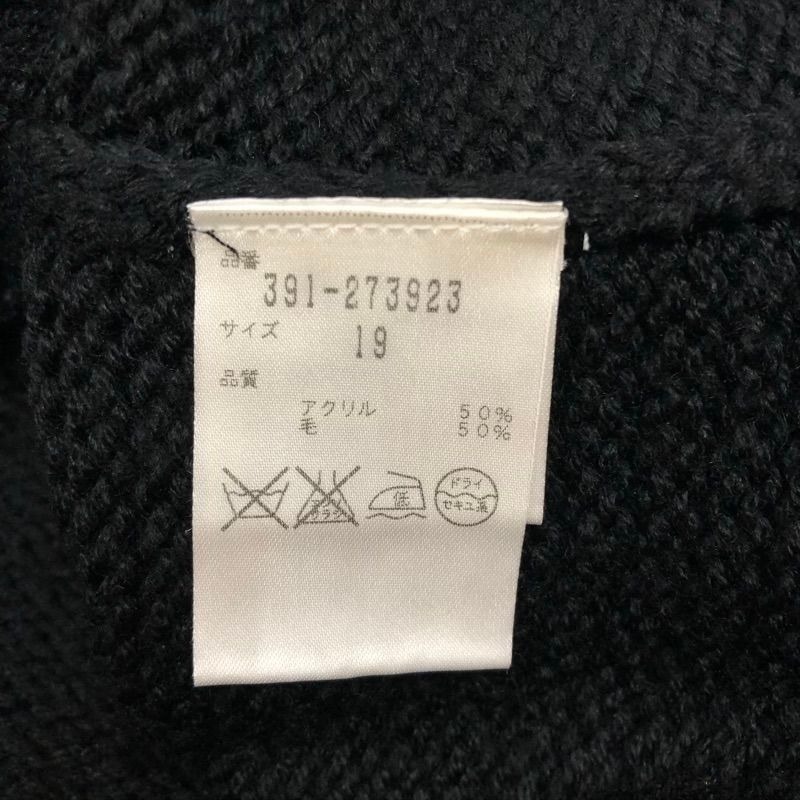 品番
391-273923
サイズ
19
品質
アクリル 50%
毛 50%
低
ドライ
セキユ系